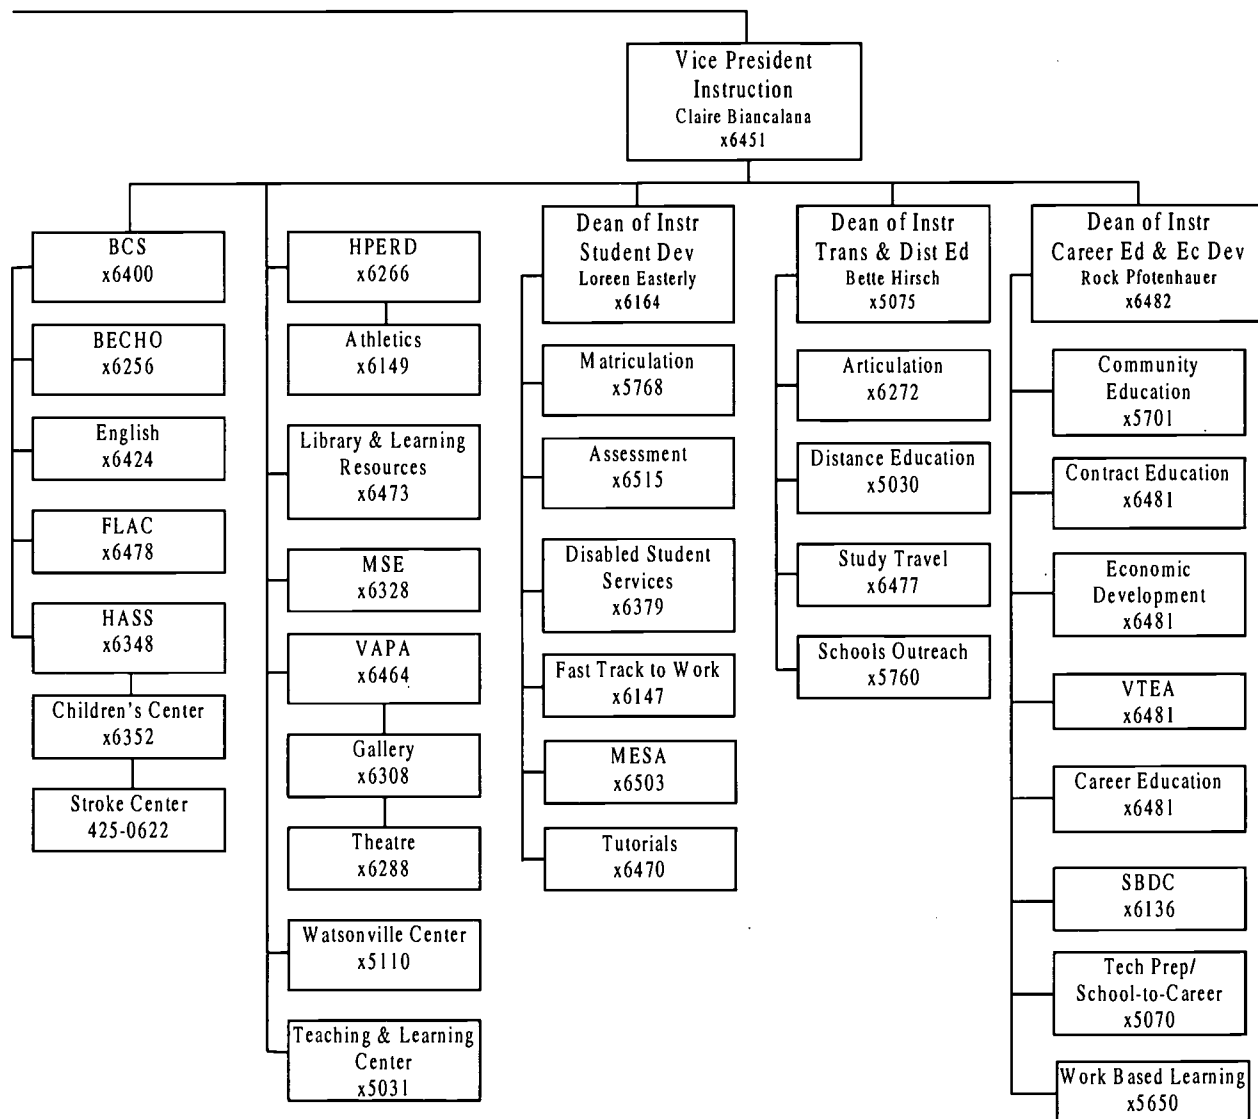 Vice President
Instruction
Claire Biancalana
x6451
BCS
x6400
BECHO
x6256
English
x6424
FLAC
x6478
HASS
x6348
Children's Center
x6352
Stroke Center
425-0622
HPERD
x6266
Athletics
x6149
Library & Learning
Resources
x6473
MSE
x6328
VAPA
x6464
Gallery
x6308
Theatre
x6288
Watsonville Center
x5110
Teaching & Learning
Center
x5031
Dean of Instr
Student Dev
Loreen Easterly
x6164
Matriculation
x5768
Assessment
x6515
Disabled Student
Services
x6379
Fast Track to Work
x6147
MESA
x6503
Tutorials
x6470
Dean of Instr
Trans & Dist Ed
Bette Hirsch
x5075
Articulation
x6272
Distance Education
x5030
Study Travel
x6477
Schools Outreach
x5760
Dean of Instr
Career Ed & Ec Dev
Rock Pfotenhauer
x6482
Community
Education
x5701
Contract Education
x6481
Economic
Development
x6481
VTEA
x6481
Career Education
x6481
SBDC
x6136
Tech Prep/
School-to-Career
x5070
Work Based Learning
x5650